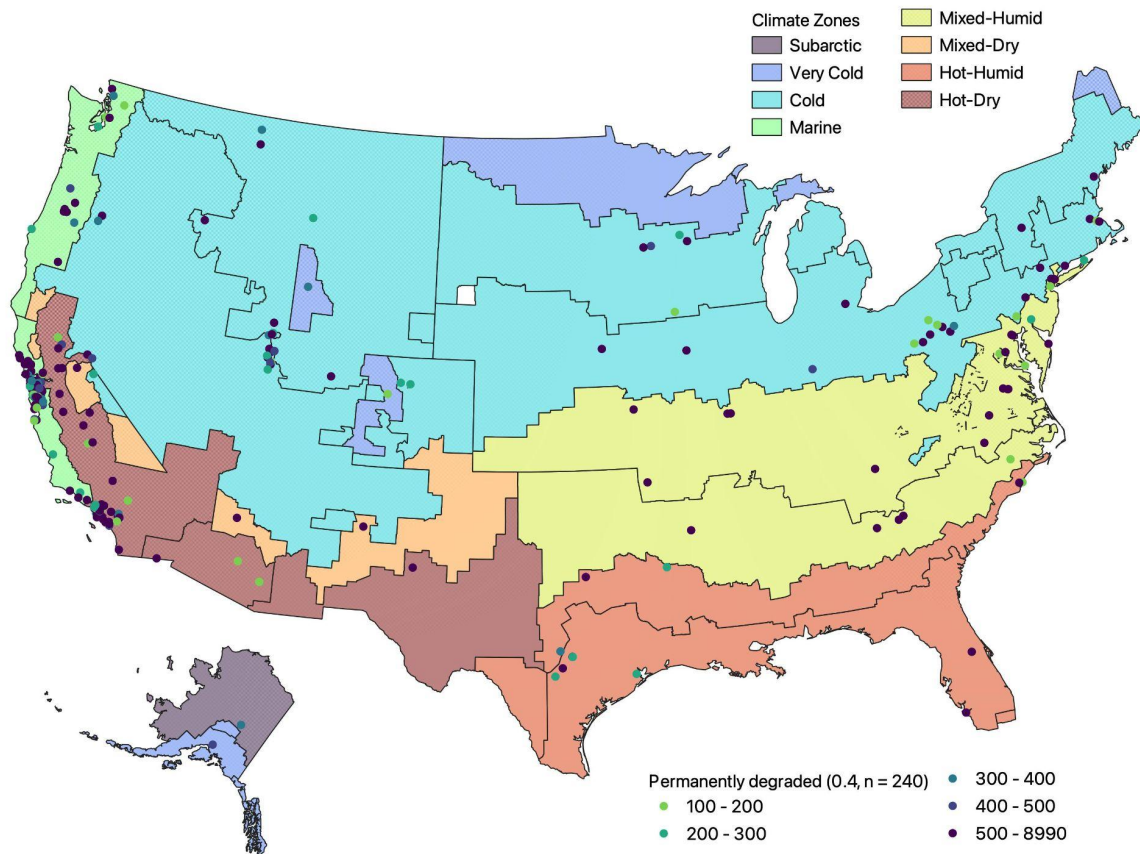 Climate Zones
Subarctic
Very Cold
Cold
Marine
Mixed-Humid
Mixed-Dry
Hot-Humid
Hot-Dry
Permanently degraded (0.4, n = 240)
100 - 200
200 - 300
300 - 400
400 - 500
500 - 8990